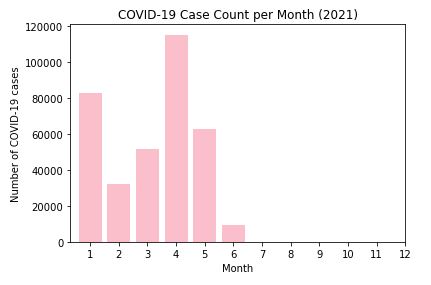 COVID-19 Case Count per Month (2021)
Number of COVID-19 cases
120000
100000
80000
60000
40000
20000
0
1 2 3 4 5 6 7 8 9 10 11 12
Month